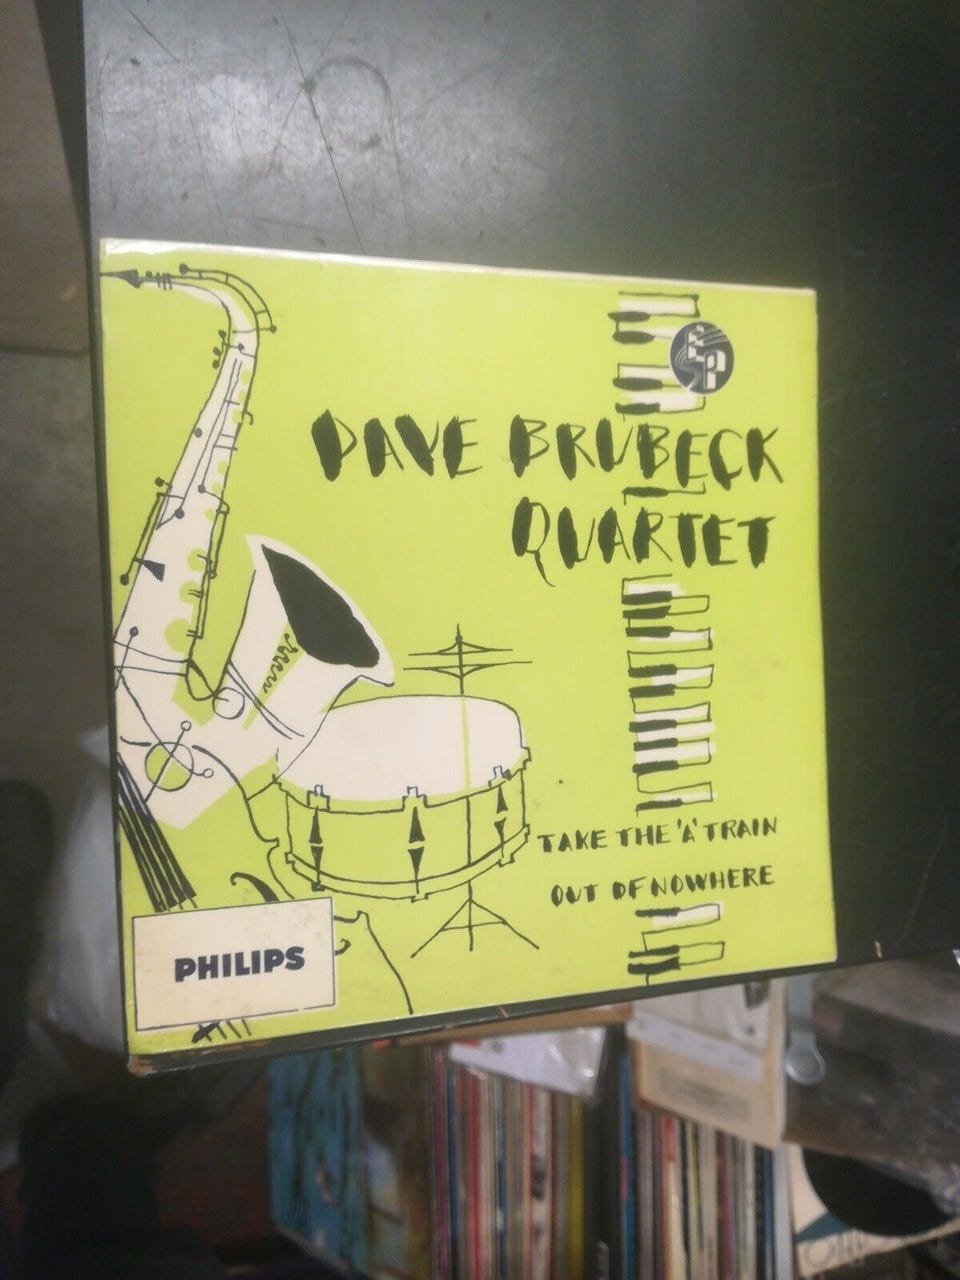 DAVE BRUBECK
QUARTET
TAKE THE 'A' TRAIN
OUT OF NOWHERE
PHILIPS